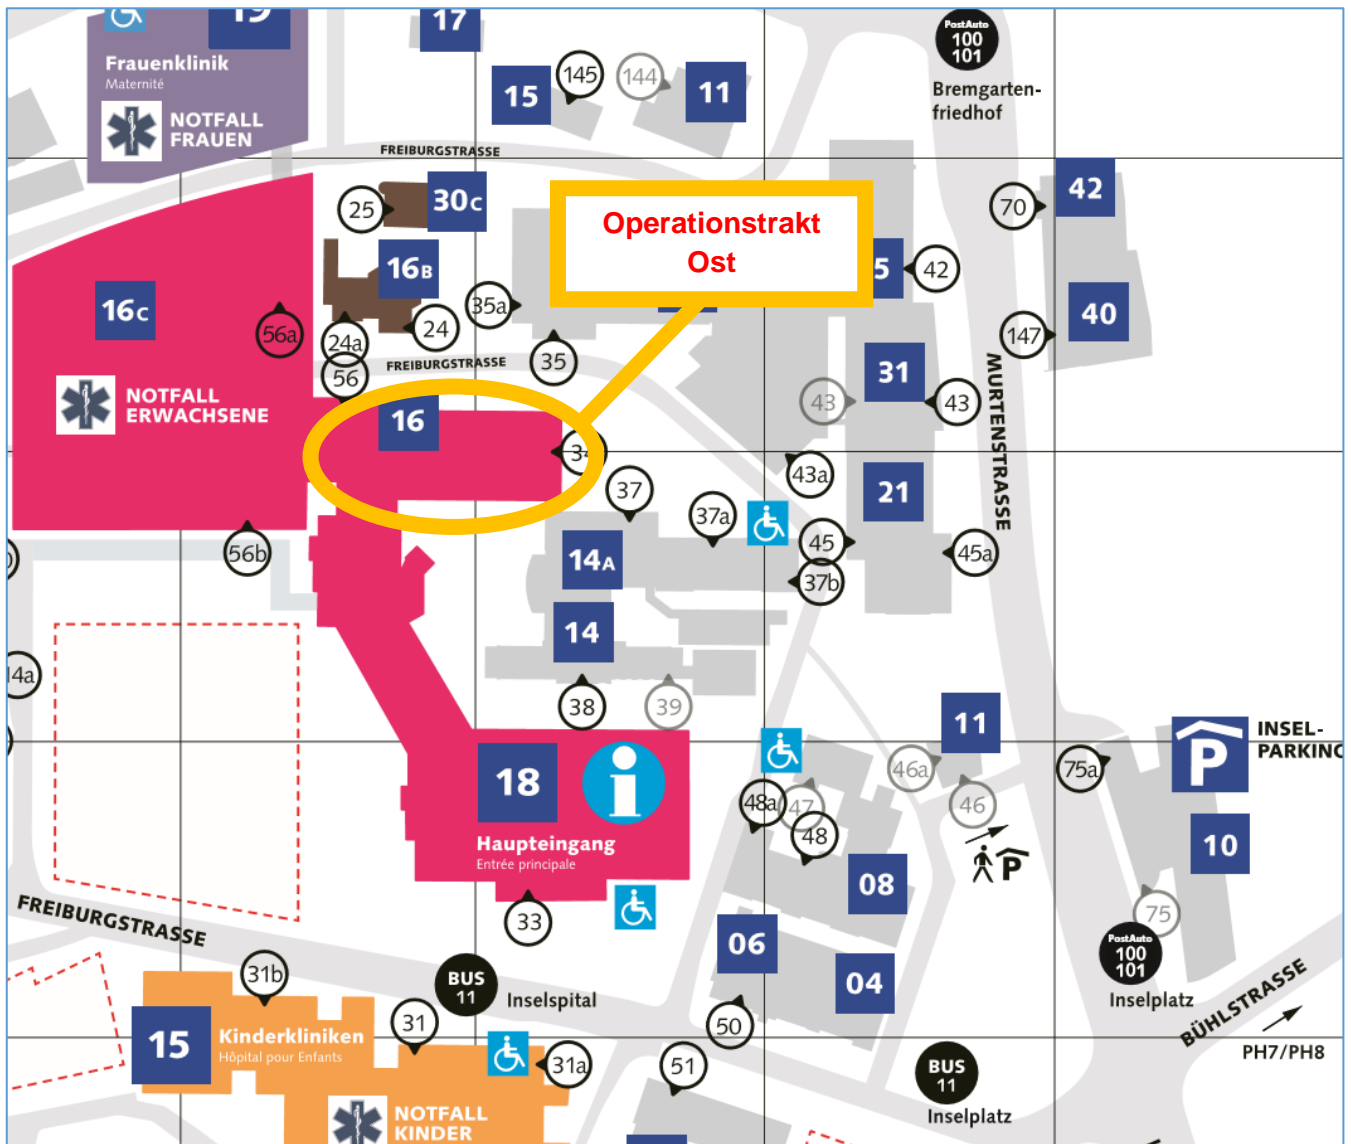 19
17
Frauenklinik
Maternité
NOTFALL
FRAUEN
15
145
144
11
PostAuto
100
101
Bremgarten-
friedhof
FREIBURGSTRASSE
25
30C
Operationstrakt
Ost
70
42
16C
16B
35a
5
42
56a
24a
24
56
FREIBURGSTRASSE
35
147
40
NOTFALL
ERWACHSENE
16
31
43
43
MURTENSTRASSE
34
43a
37
37a
21
56b
14A
45
45a
37b
14
14a
38
39
11
18
Haupteingang
Entrée principale
46a
46
48a
47
48
75a
P
INSEL-
PARKING
10
P
08
33
FREIBURGSTRASSE
06
75
PostAuto
100
101
Inselplatz
31b
BUS
11
Inselspital
04
50
BÜHLSTRASSE
PH7/PH8
15
Kinderkliniken
Hôpital pour Enfants
31
31a
51
BUS
11
Inselplatz
NOTFALL
KINDER